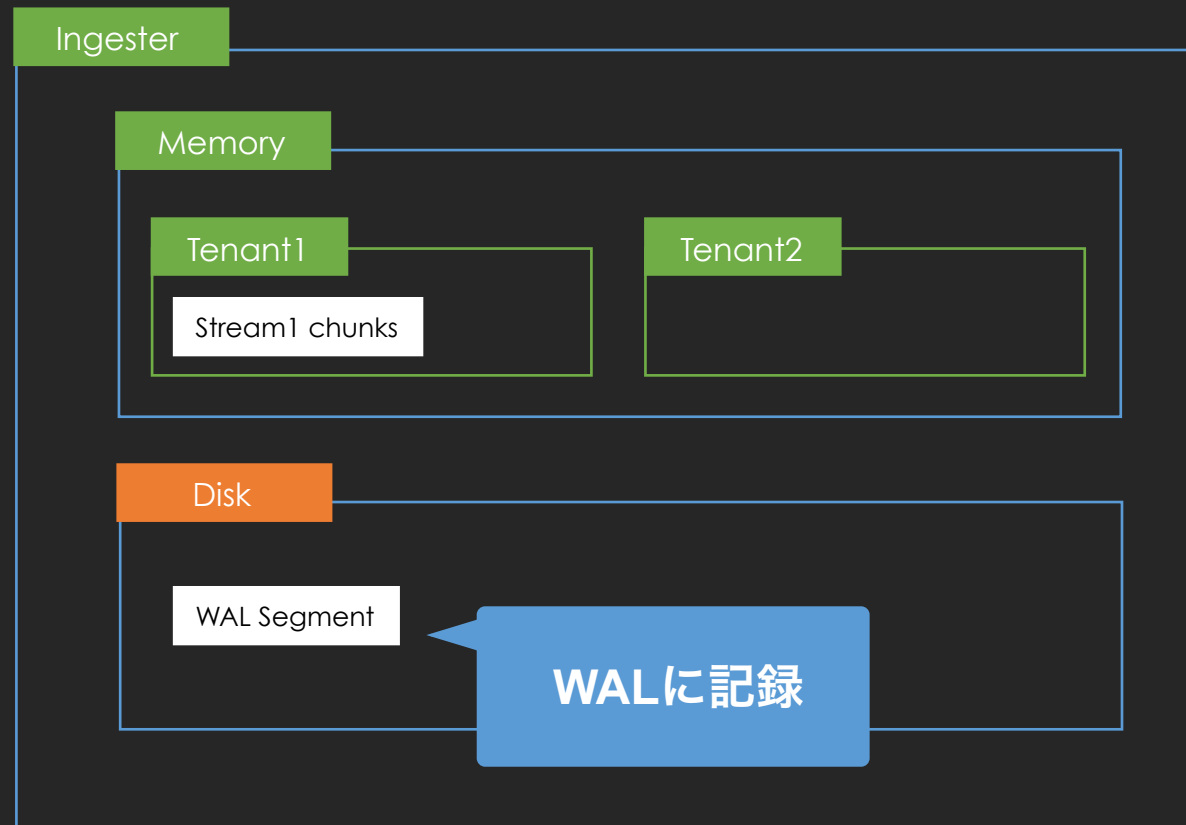 Ingester
Memory
Tenant1
Tenant2
Stream1 chunks
Disk
WAL Segment
WALに記録